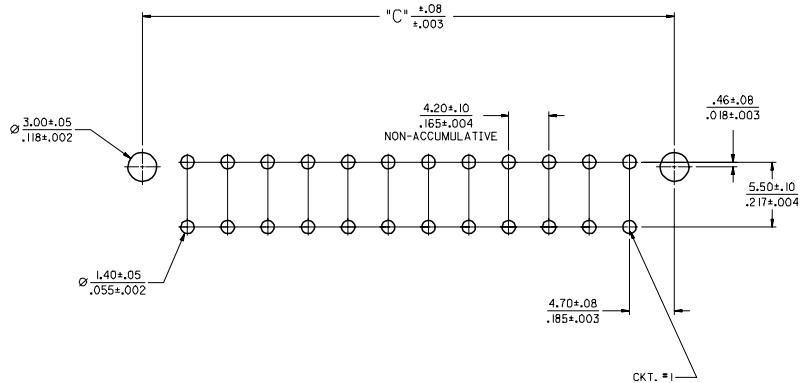 "C" ±.08
±.003
Ø 3.00±.05
.118±.002
4.20±.10
.165±.004
NON-ACCUMULATIVE
.46±.08
.018±.003
5.50±.10
.217±.004
Ø 1.40±.05
.055±.002
4.70±.08
.185±.003
CKT. #1